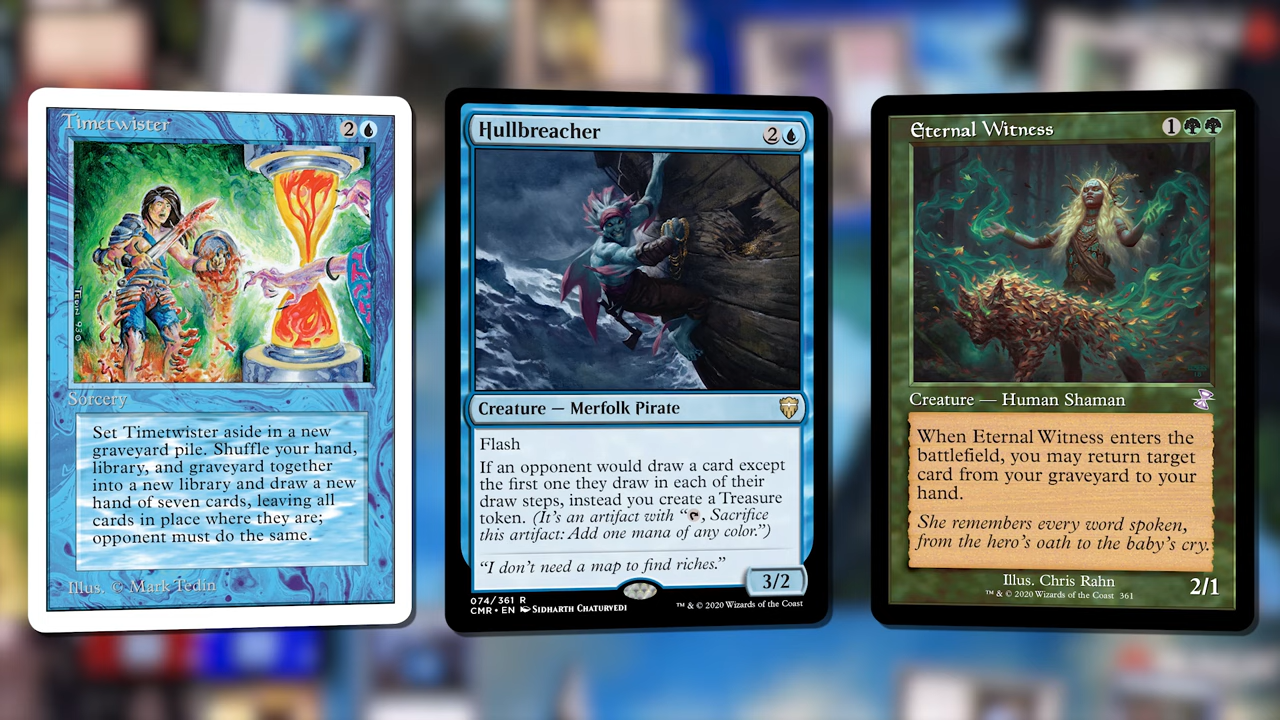 Timetwister
2
Sorcery
Set Timetwister aside in a new
graveyard pile. Shuffle your hand,
library, and graveyard together
into a new library and draw a new
hand of seven cards, leaving all
cards in place where they are;
opponent must do the same.
Illus. © Mark Tedin
TEDIN 93 ©
Hullbreacher
2
Creature — Merfolk Pirate
Flash
If an opponent would draw a card except
the first one they draw in each of their
draw steps, instead you create a Treasure
token. (It's an artifact with “, Sacrifice
this artifact: Add one mana of any color.”)
“I don't need a map to find riches.”
3/2
074/361 R
CMR • EN Sidharth Chaturvedi
™ & © 2020 Wizards of the Coast
Eternal Witness
1
Creature — Human Shaman
When Eternal Witness enters the
battlefield, you may return target
card from your graveyard to your
hand.
She remembers every word spoken,
from the hero's oath to the baby's cry.
Illus. Chris Rahn
™ & © 2020 Wizards of the Coast 361
2/1